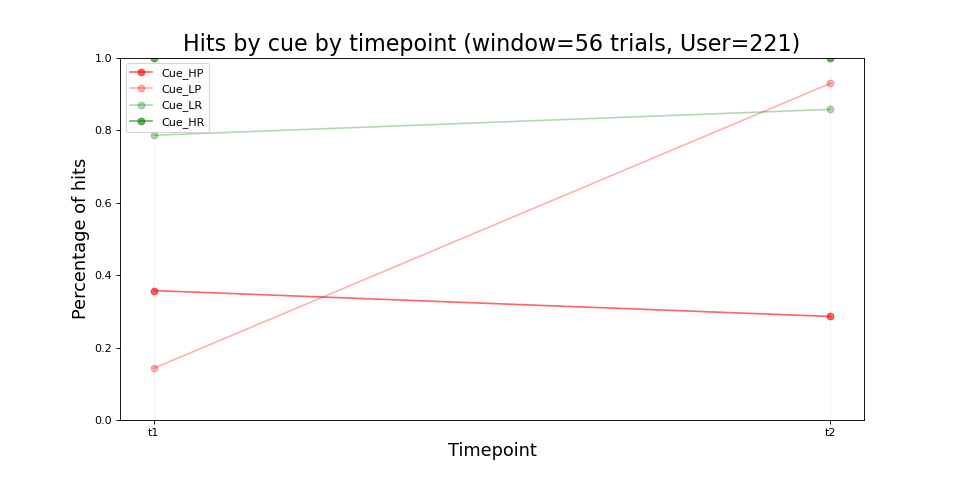 Hits by cue by timepoint (window=56 trials, User=221)
Percentage of hits
1.0
0.8
0.6
0.4
0.2
0.0
Cue_HP
Cue_LP
Cue_LR
Cue_HR
t1
t2
Timepoint